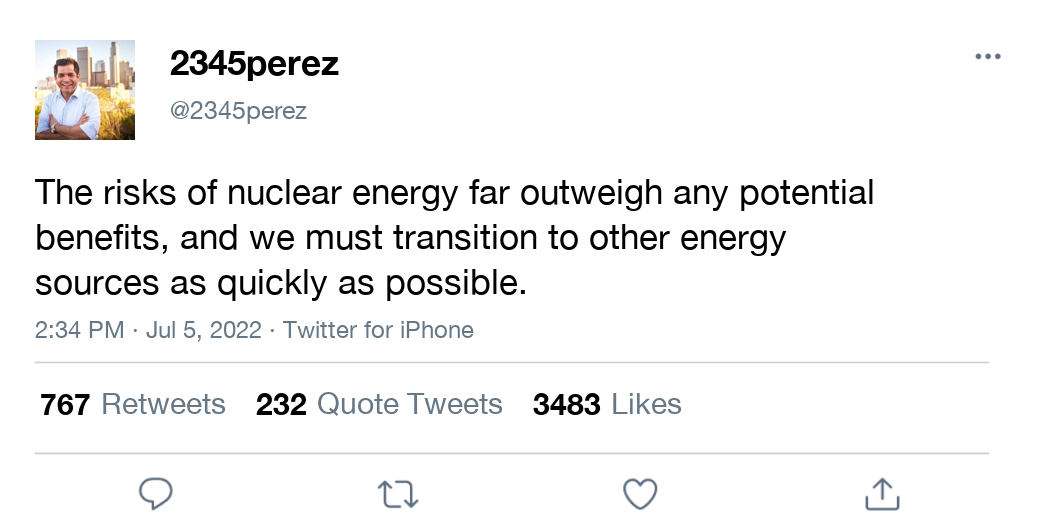 2345perez
@2345perez
The risks of nuclear energy far outweigh any potential
benefits, and we must transition to other energy
sources as quickly as possible.
2:34 PM · Jul 5, 2022 · Twitter for iPhone
767 Retweets 232 Quote Tweets 3483 Likes